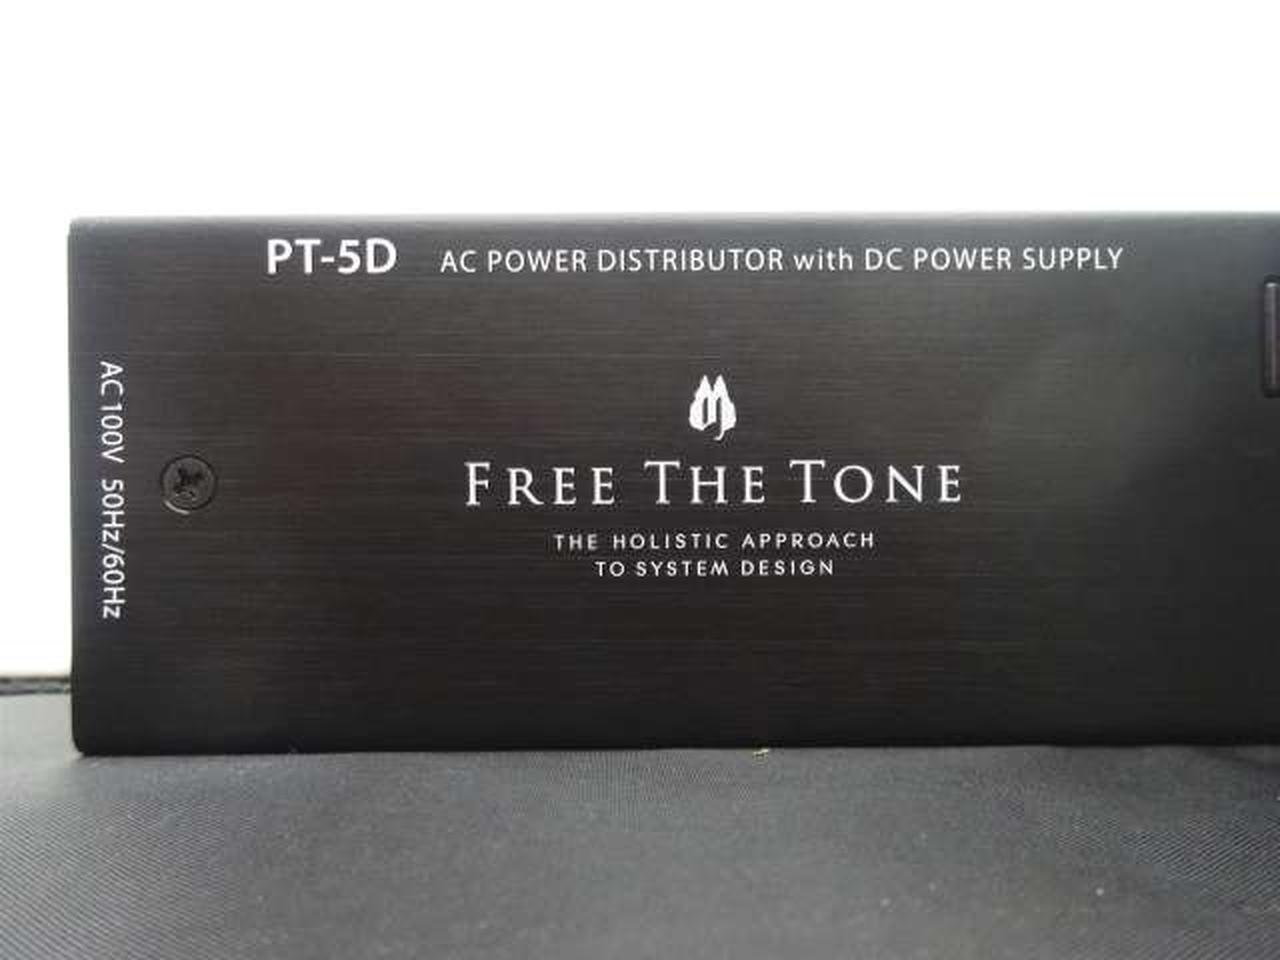 PT-5D AC POWER DISTRIBUTOR with DC POWER SUPPLY
AC 100V 50Hz/60Hz
FREE THE TONE
THE HOLISTIC APPROACH
TO SYSTEM DESIGN